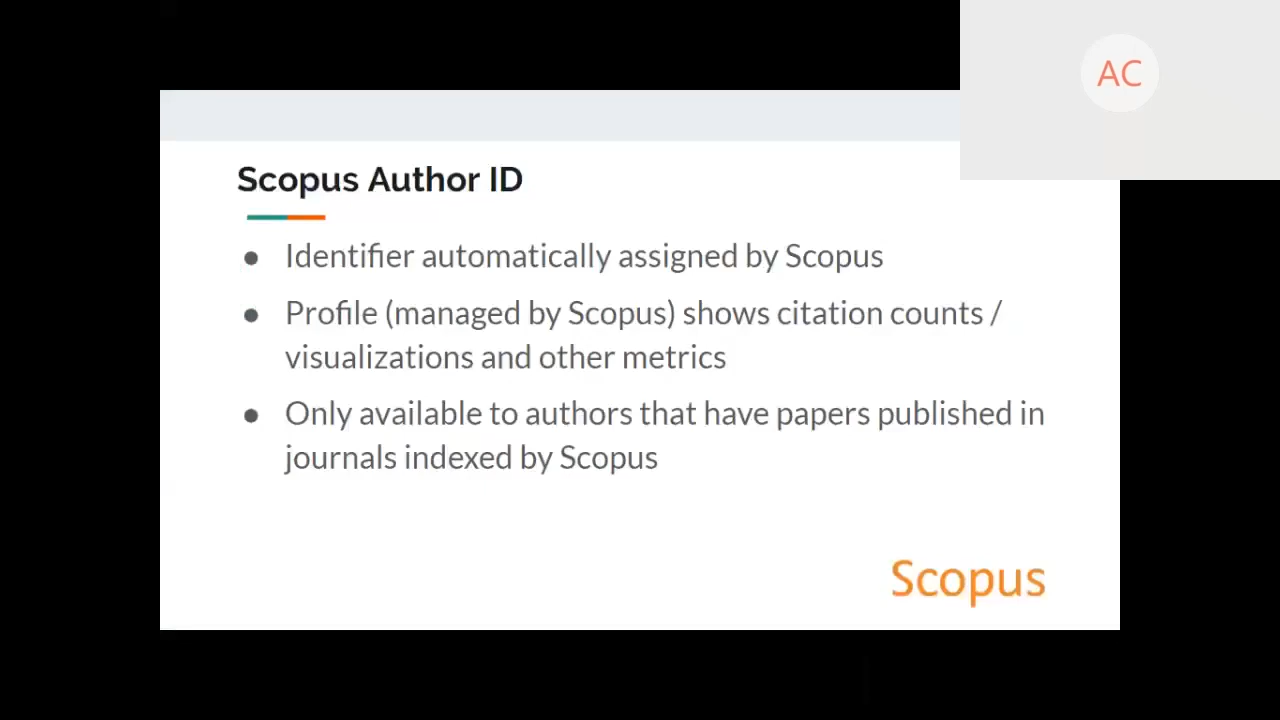 AC
Scopus Author ID
● Identifier automatically assigned by Scopus
● Profile (managed by Scopus) shows citation counts /
visualizations and other metrics
● Only available to authors that have papers published in
journals indexed by Scopus
Scopus